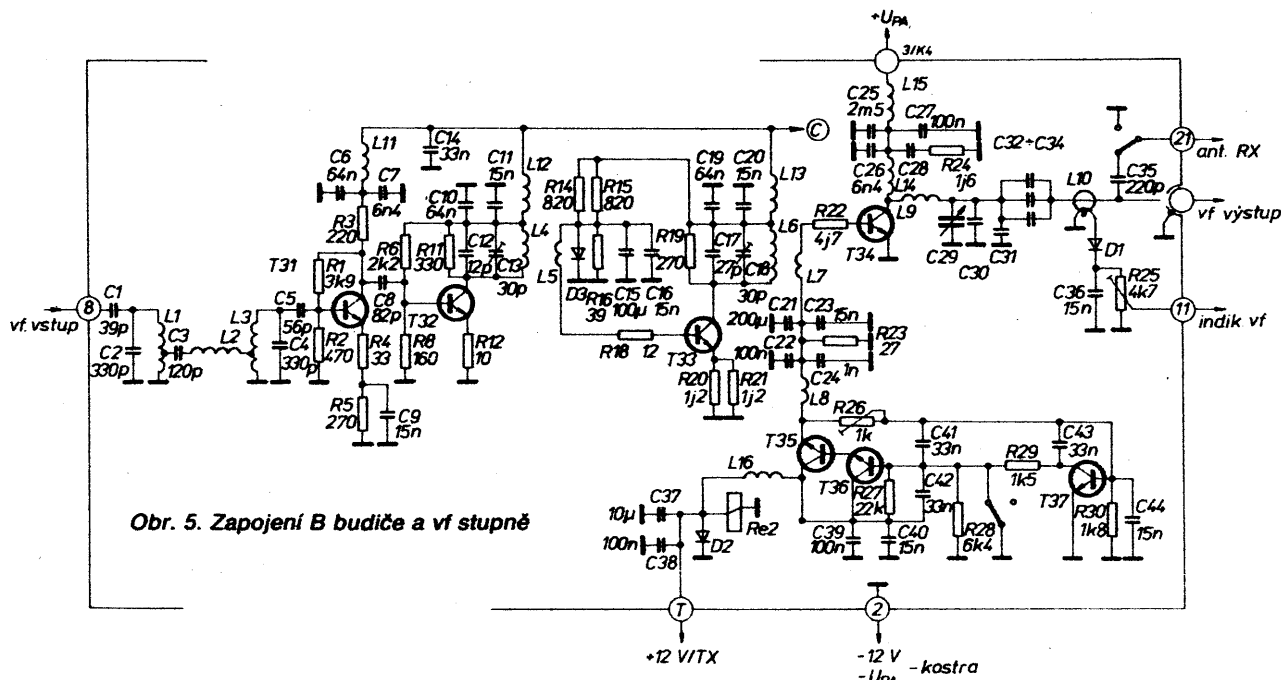 +U PA
3/K4
L15
C25
2m5
C27
100n
C26
6n4
C28
R24
1j6
L14
C32÷C34
L10
21
ant. RX
C35
220p
vf výstup
C
L11
C14
33n
C11
15n
L12
C6
64n
C7
6n4
C10
64n
R3
220
R6
2k2
R11
330
C12
12p
C13
30p
L4
R14
820
R15
820
C19
64n
C20
15n
L13
L6
R22
4j7
T34
L9
C29
C30
C31
D1
C36
15n
R25
4k7
11
indik vf
8
vf. vstup
C1
39p
C2
330p
L1
C3
120p
L2
L3
C5
56p
C4
330p
T31
R1
3k9
R2
470
C8
82p
R4
33
R5
270
C9
15n
T32
R8
160
R12
10
L5
D3
R16
39
C15
100µ
C16
15n
R19
270
C17
27p
C18
30p
R18
12
T33
R20
1j2
R21
1j2
L7
C21
200µ
C23
15n
R23
27
C22
100n
C24
1n
L8
R26
1k
T35
T36
C41
33n
C43
33n
R29
1k5
T37
L16
R27
22k
C42
33n
R28
6k4
R30
1k8
C44
15n
C37
10µ
100n
C38
D2
Re2
C39
100n
C40
15n
Obr. 5. Zapojení B budiče a vf stupně
T
+12 V/TX
2
-12 V
-U PA
-kostra